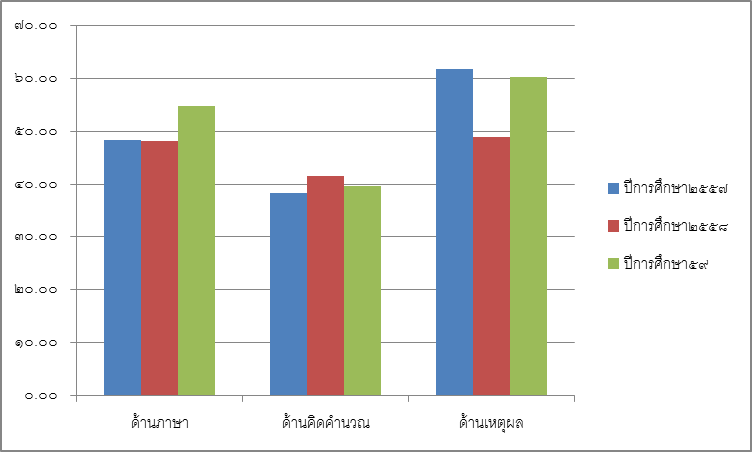 ๗๐.๐๐
๖๐.๐๐
๕๐.๐๐
๔๐.๐๐
๓๐.๐๐
๒๐.๐๐
๑๐.๐๐
๐.๐๐
ด้านภาษา
ด้านคิดคำนวณ
ด้านเหตุผล
ปีการศึกษา๒๕๕๗
ปีการศึกษา๒๕๕๘
ปีการศึกษา๕๙